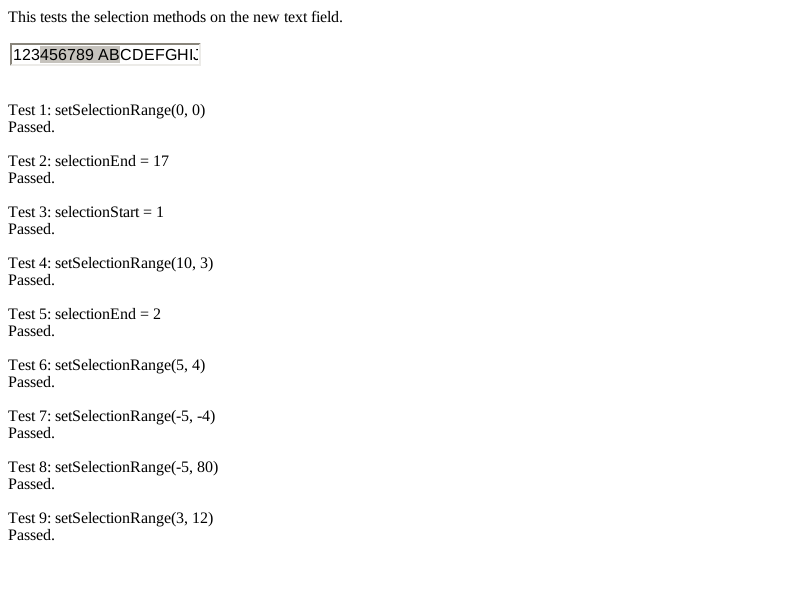 This tests the selection methods on the new text field.
123456789 ABCDEFGHIJ
Test 1: setSelectionRange(0, 0)
Passed.
Test 2: selectionEnd = 17
Passed.
Test 3: selectionStart = 1
Passed.
Test 4: setSelectionRange(10, 3)
Passed.
Test 5: selectionEnd = 2
Passed.
Test 6: setSelectionRange(5, 4)
Passed.
Test 7: setSelectionRange(-5, -4)
Passed.
Test 8: setSelectionRange(-5, 80)
Passed.
Test 9: setSelectionRange(3, 12)
Passed.